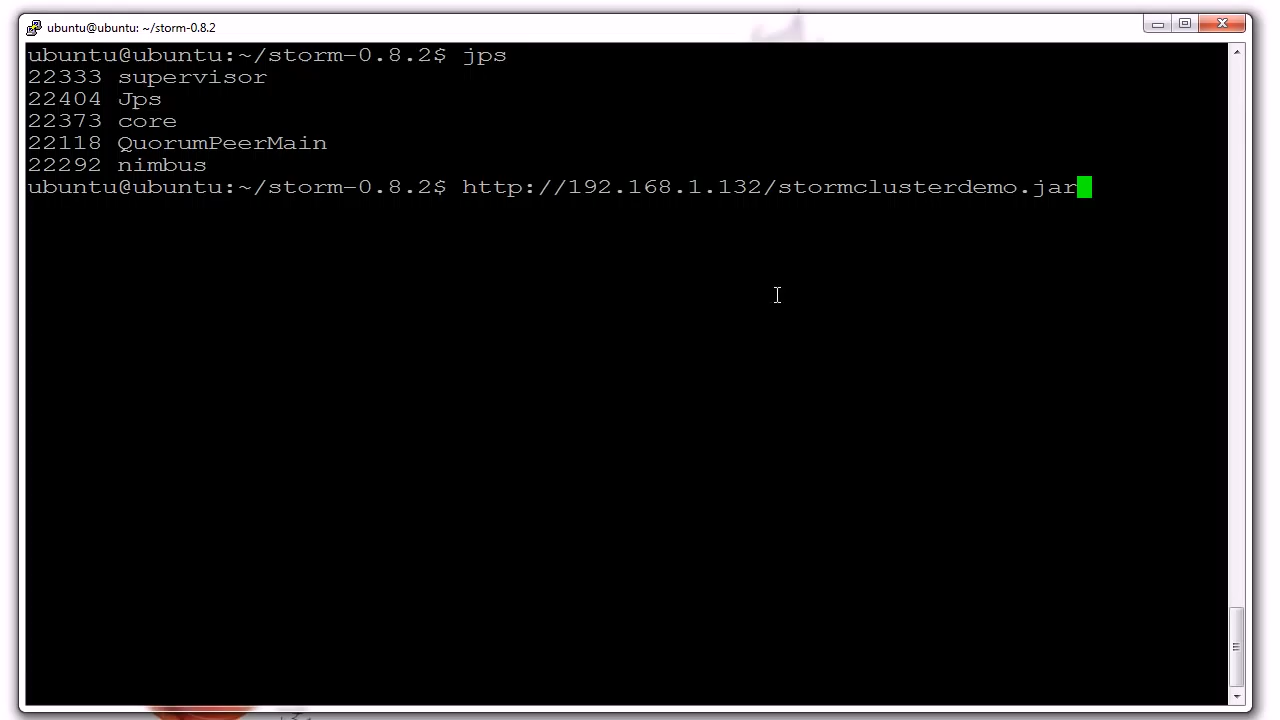 ubuntu@ubuntu: ~/storm-0.8.2
ubuntu@ubuntu:~/storm-0.8.2$ jps
22333 supervisor
22404 Jps
22373 core
22118 QuorumPeerMain
22292 nimbus
ubuntu@ubuntu:~/storm-0.8.2$ http://192.168.1.132/stormclusterdemo.jar